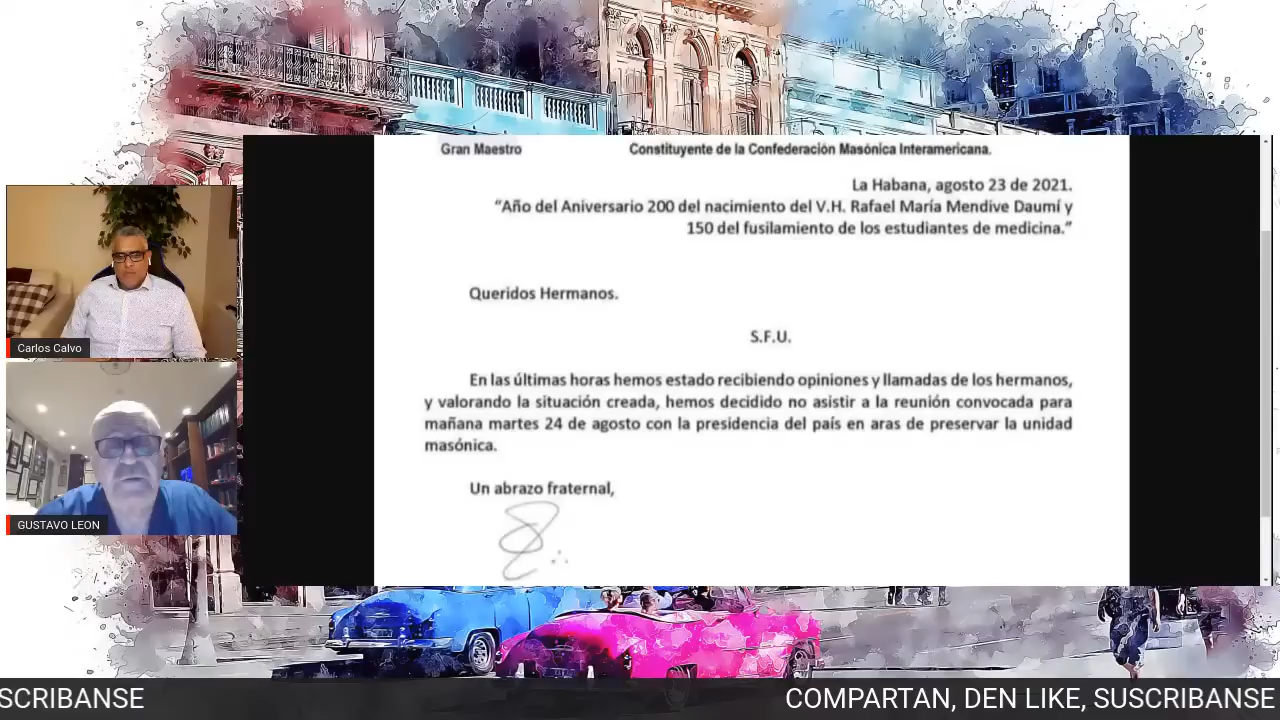 Gran Maestro
Constituyente de la Confederación Masónica Interamericana.
La Habana, agosto 23 de 2021.
“Año del Aniversario 200 del nacimiento del V.H. Rafael María Mendive Daumí y
150 del fusilamiento de los estudiantes de medicina.”
Queridos Hermanos.
S.F.U.
En las últimas horas hemos estado recibiendo opiniones y llamadas de los hermanos,
y valorando la situación creada, hemos decidido no asistir a la reunión convocada para
mañana martes 24 de agosto con la presidencia del país en aras de preservar la unidad
masónica.
Un abrazo fraternal,
Carlos Calvo
GUSTAVO LEON
SCRIBANSE
COMPARTAN, DEN LIKE, SUSCRIBANSE